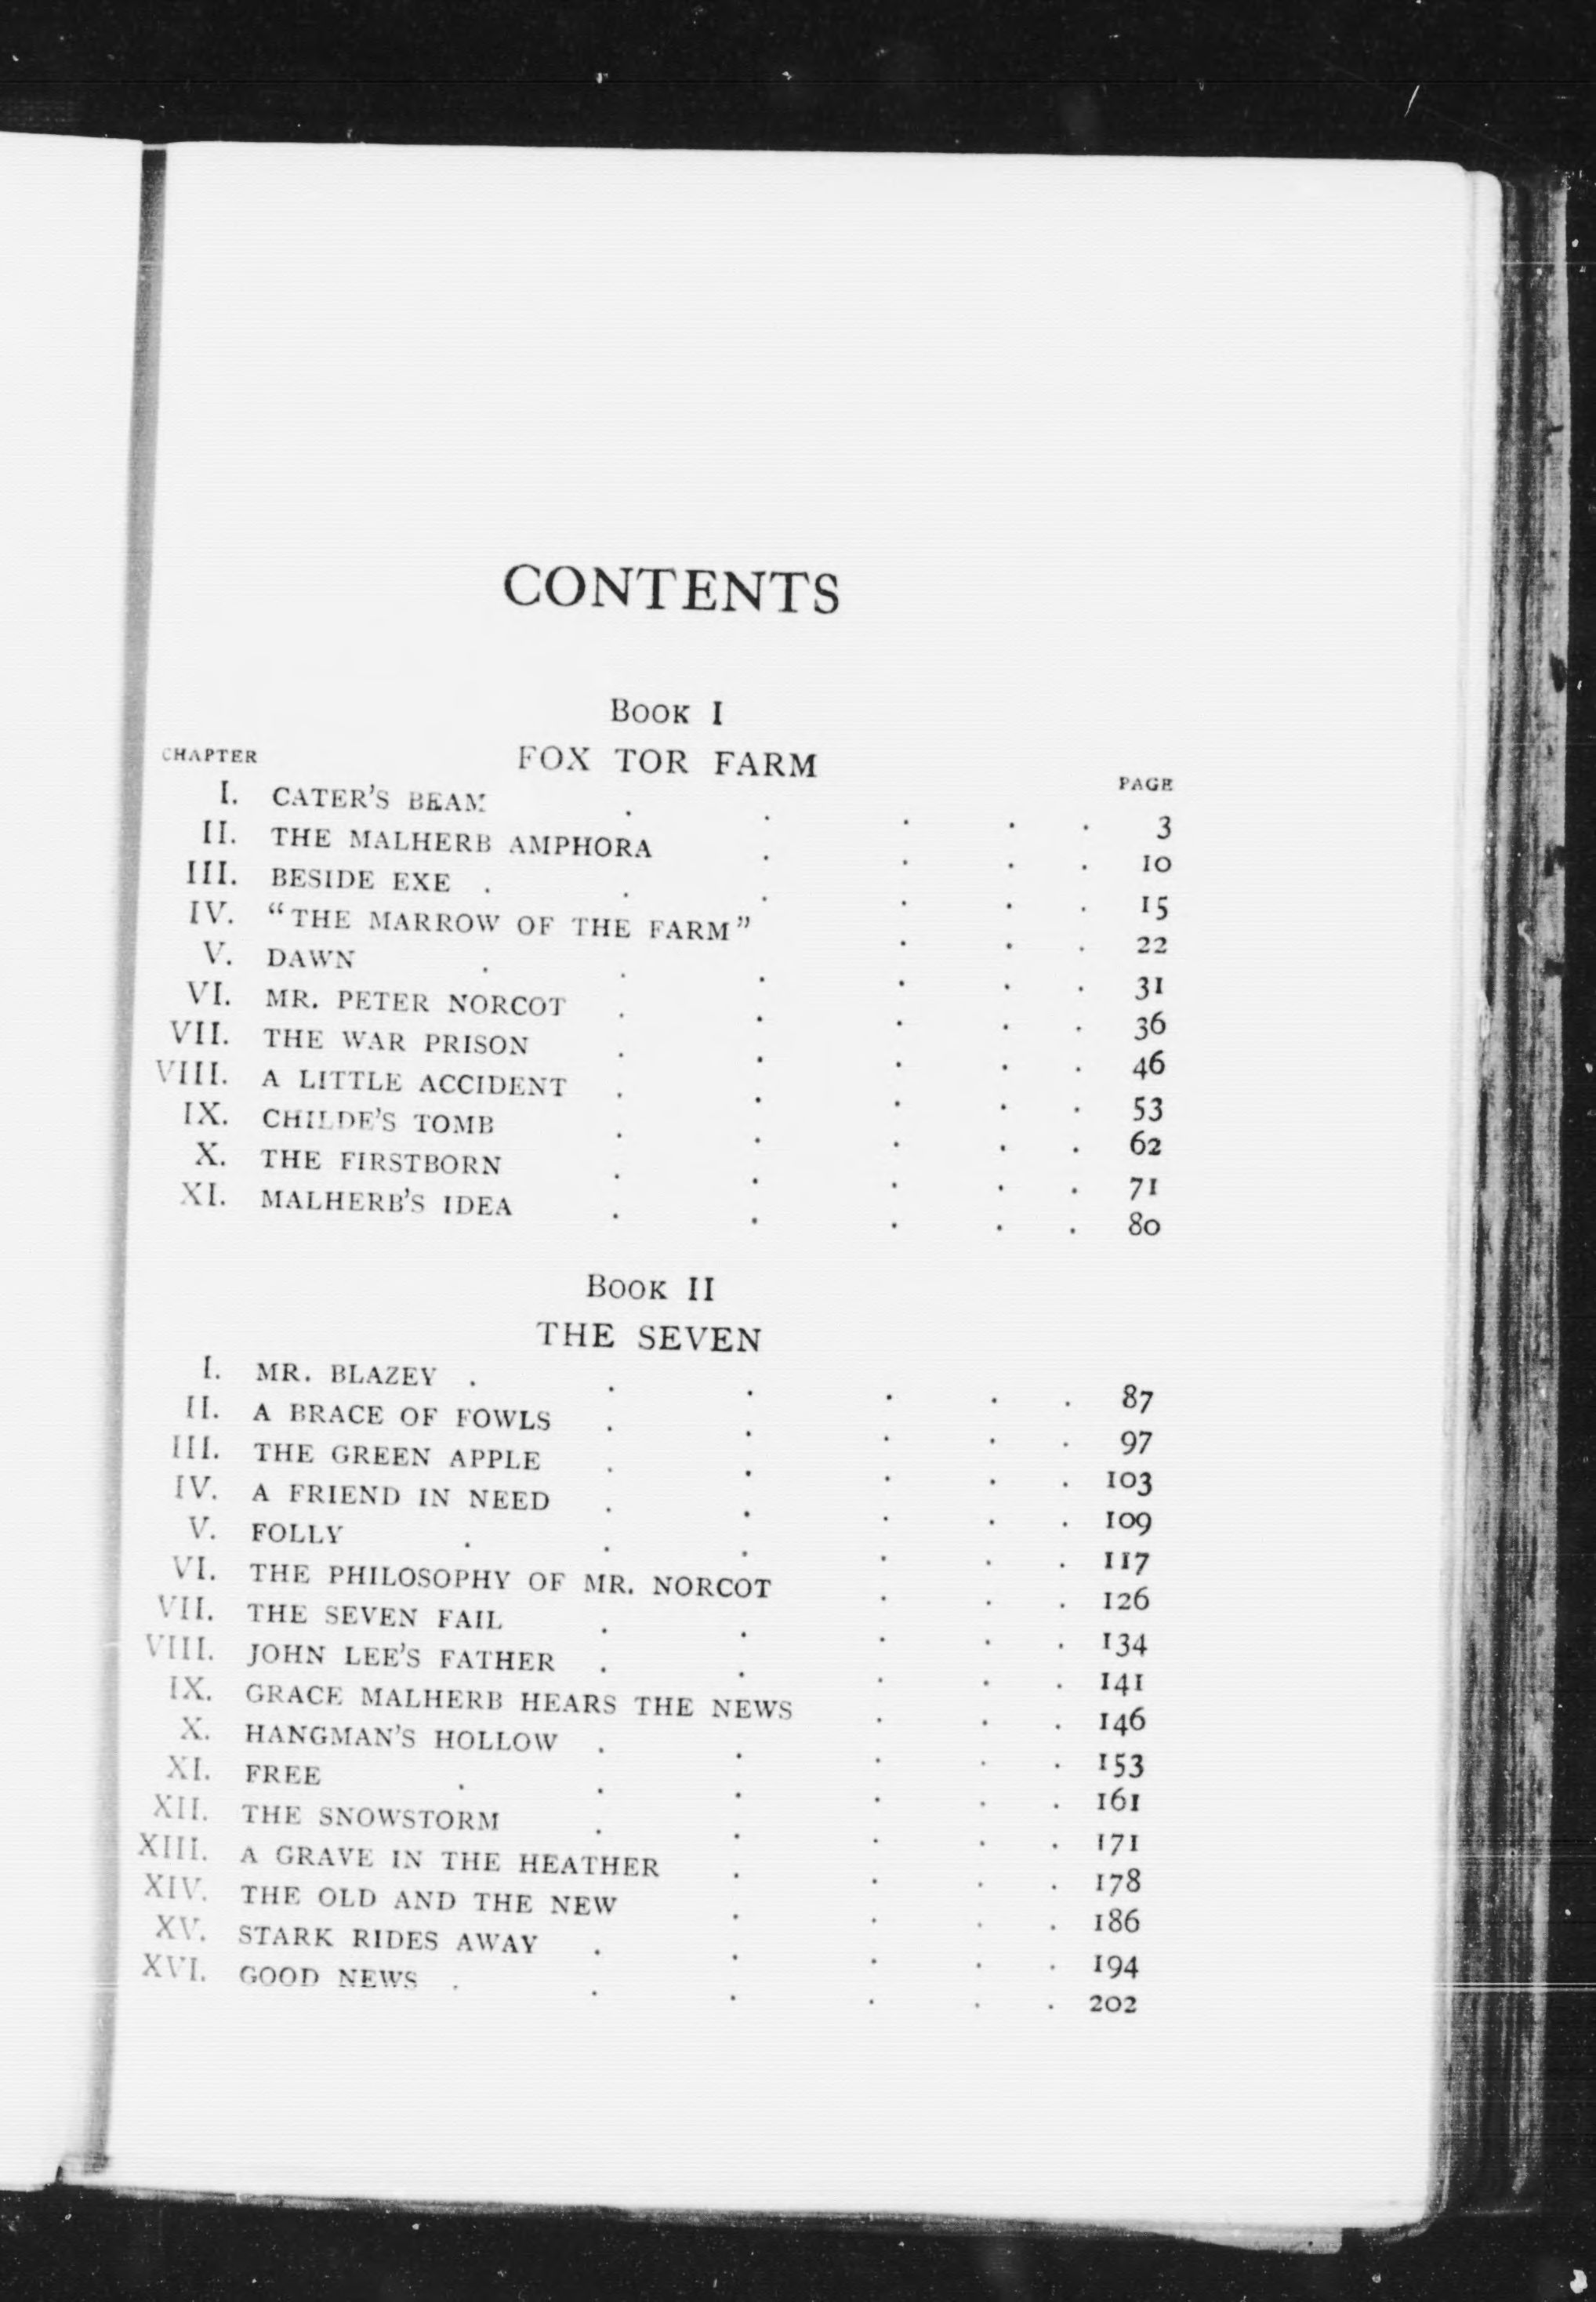 CONTENTS
BOOK I
FOX TOR FARM
CHAPTER PAGE
I. CATER'S BEAM . . . . . 3
II. THE MALHERB AMPHORA . . . . 10
III. BESIDE EXE . . . . . . 15
IV. “THE MARROW OF THE FARM” . . . 22
V. DAWN . . . . . . 31
VI. MR. PETER NORCOT . . . . . 36
VII. THE WAR PRISON . . . . . 46
VIII. A LITTLE ACCIDENT . . . . . 53
IX. CHILDE'S TOMB . . . . . 62
X. THE FIRSTBORN . . . . . 71
XI. MALHERB'S IDEA . . . . . 80
BOOK II
THE SEVEN
I. MR. BLAZEY . . . . . . 87
II. A BRACE OF FOWLS . . . . . 97
III. THE GREEN APPLE . . . . . 103
IV. A FRIEND IN NEED . . . . . 109
V. FOLLY . . . . . . 117
VI. THE PHILOSOPHY OF MR. NORCOT . . . 126
VII. THE SEVEN FAIL . . . . . 134
VIII. JOHN LEE'S FATHER . . . . . 141
IX. GRACE MALHERB HEARS THE NEWS . . . 146
X. HANGMAN'S HOLLOW . . . . . 153
XI. FREE . . . . . . 161
XII. THE SNOWSTORM . . . . . 171
XIII. A GRAVE IN THE HEATHER . . . . 178
XIV. THE OLD AND THE NEW . . . . 186
XV. STARK RIDES AWAY . . . . . 194
XVI. GOOD NEWS . . . . . . 202